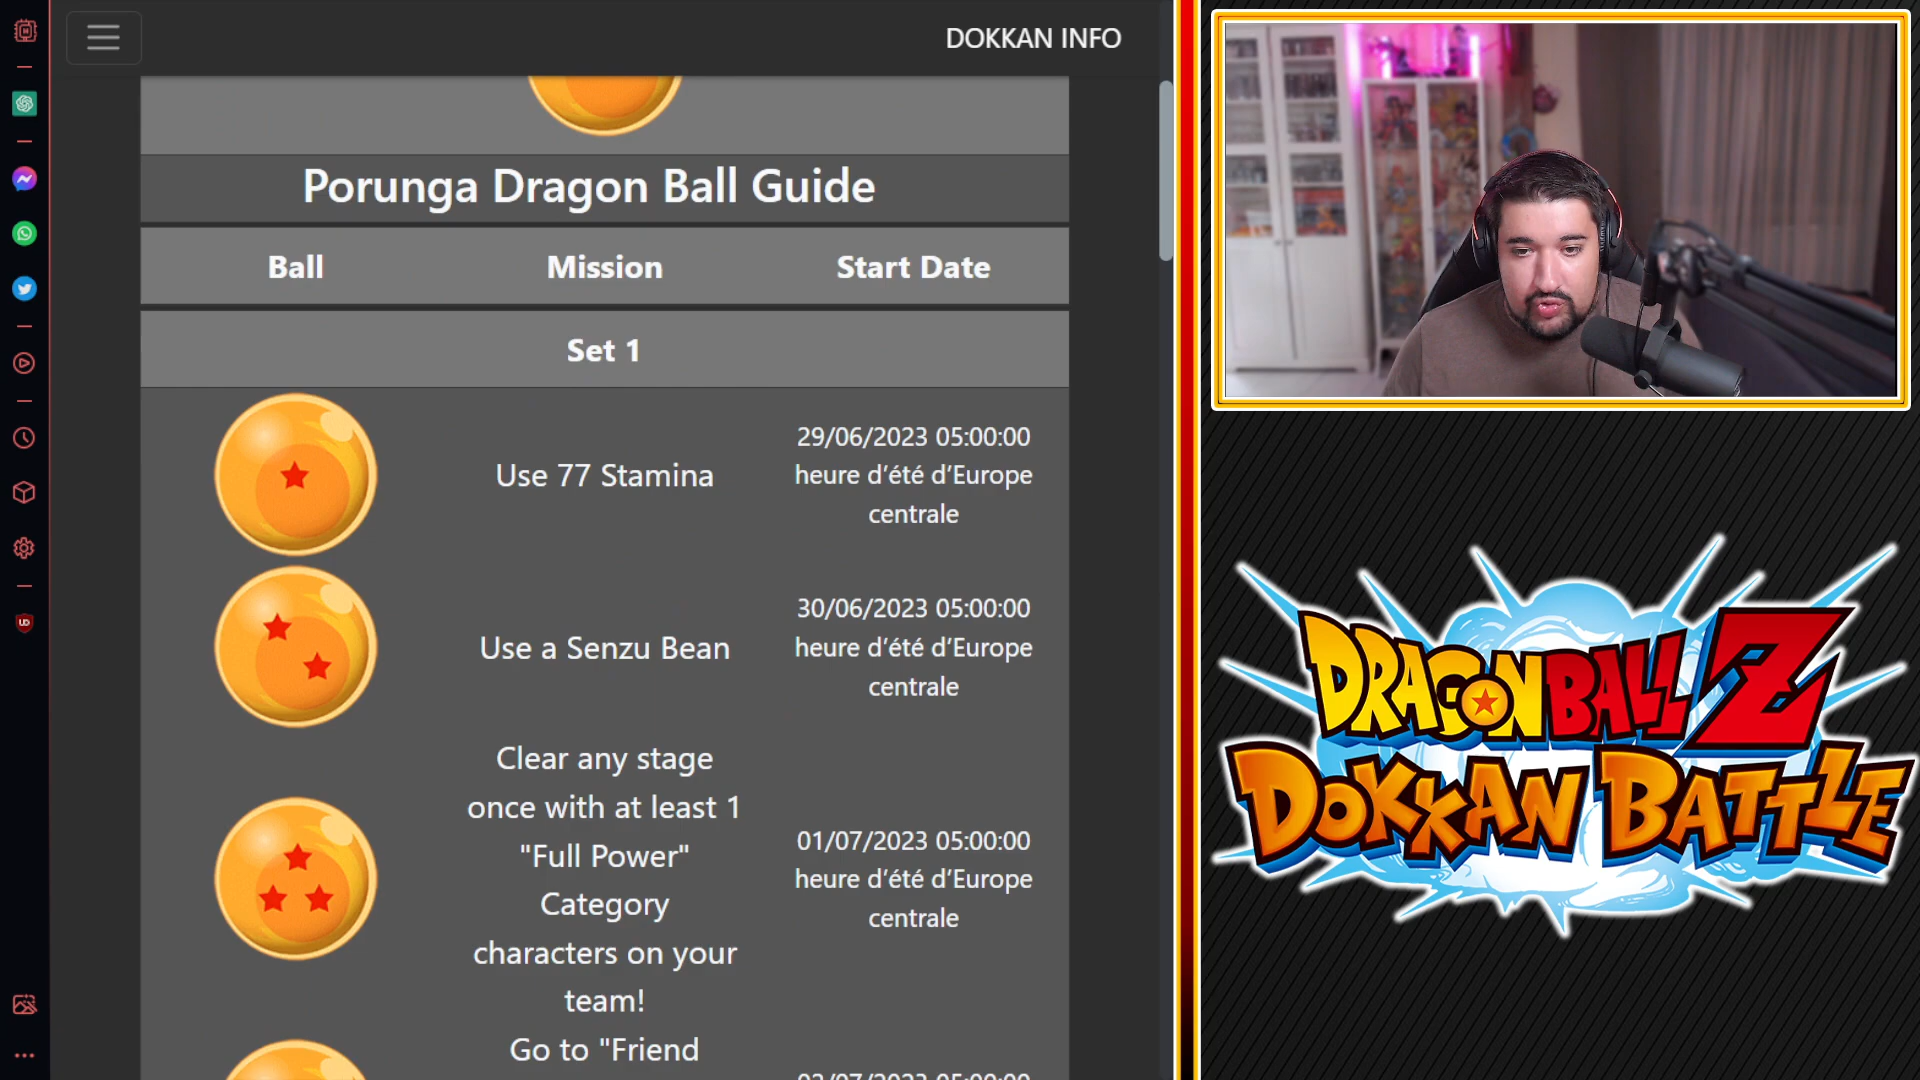 DOKKAN INFO
Porunga Dragon Ball Guide
Ball
Mission
Start Date
Set 1
Use 77 Stamina
29/06/2023 05:00:00
heure d’été d’Europe
centrale
Use a Senzu Bean
30/06/2023 05:00:00
heure d’été d’Europe
centrale
Clear any stage
once with at least 1
"Full Power"
Category
characters on your
team!
01/07/2023 05:00:00
heure d’été d’Europe
centrale
Go to "Friend
DRAGON BALL Z
DOKKAN BATTLE